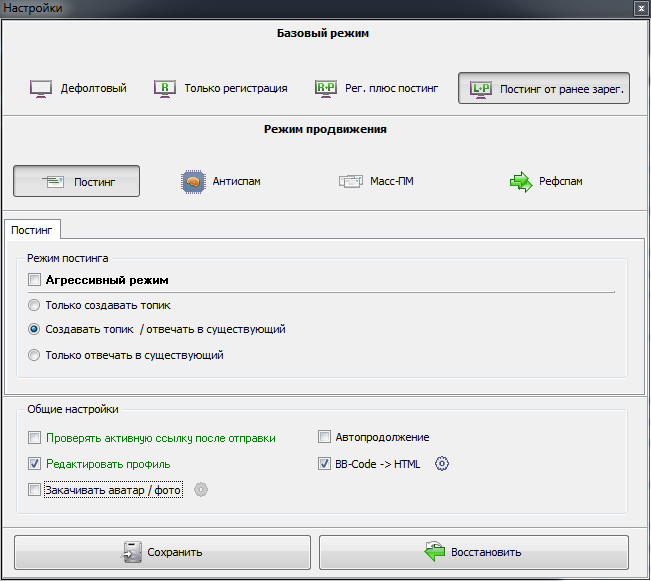 Настройки
Базовый режим
Дефолтовый
R Только регистрация
R+P Рег. плюс постинг
L+P Постинг от ранее зарег.
Режим продвижения
Постинг
Антиспам
Масс-ПМ
Рефспам
Постинг
Режим постинга
Агрессивный режим
Только создавать топик
Создавать топик / отвечать в существующий
Только отвечать в существующий
Общие настройки
Проверять активную ссылку после отправки
Автопродолжение
Редактировать профиль
BB-Code -> HTML
Закачивать аватар / фото
Сохранить
Восстановить